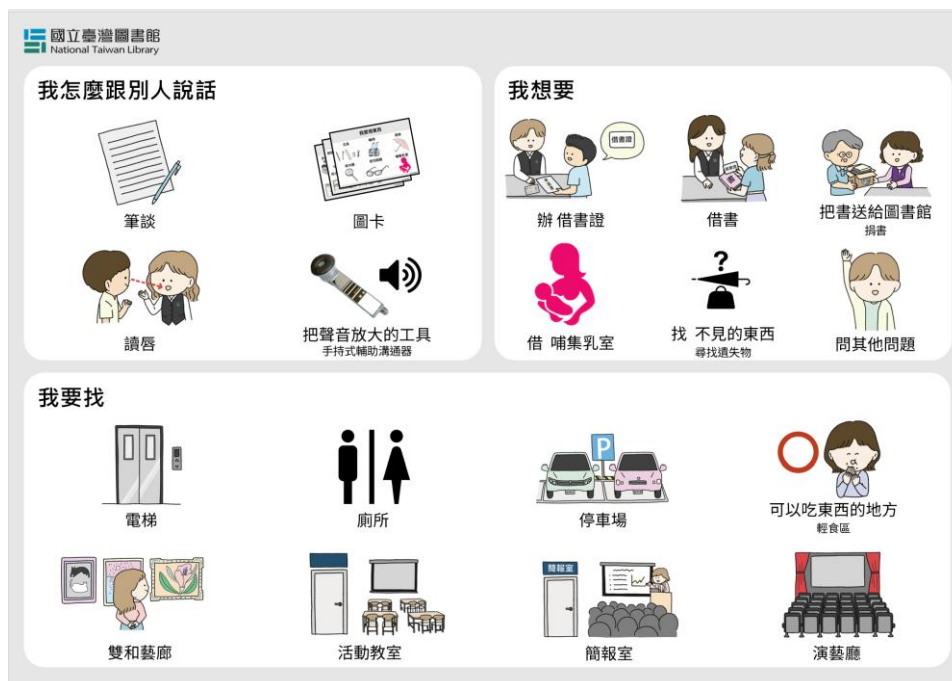 國立臺灣圖書館
National Taiwan Library
我怎麼跟別人說話
筆談
圖卡
讀唇
把聲音放大的工具
手持式輔助溝通器
我想要
借書證
辦 借書證
借書
把書送給圖書館
捐書
借 哺集乳室
?
找 不見的東西
尋找遺失物
問其他問題
我要找
電梯
廁所
P
停車場
可以吃東西的地方
輕食區
雙和藝廊
活動教室
簡報室
簡報室
演藝廳